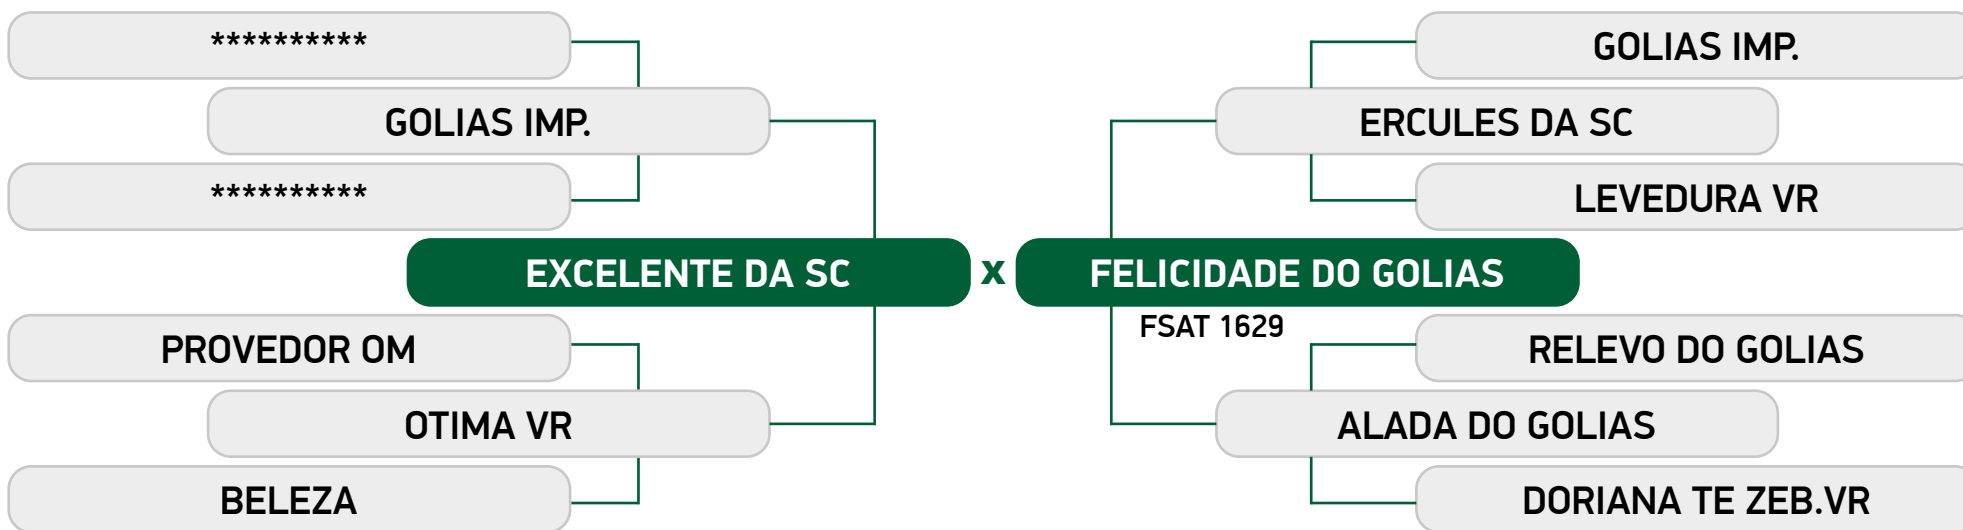 **********
GOLIAS IMP.
**********
EXCELENTE DA SC
PROVEDOR OM
OTIMA VR
BELEZA
x
GOLIAS IMP.
ERCULES DA SC
LEVEDURA VR
FELICIDADE DO GOLIAS
FSAT 1629
RELEVO DO GOLIAS
ALADA DO GOLIAS
DORIANA TE ZEB.VR